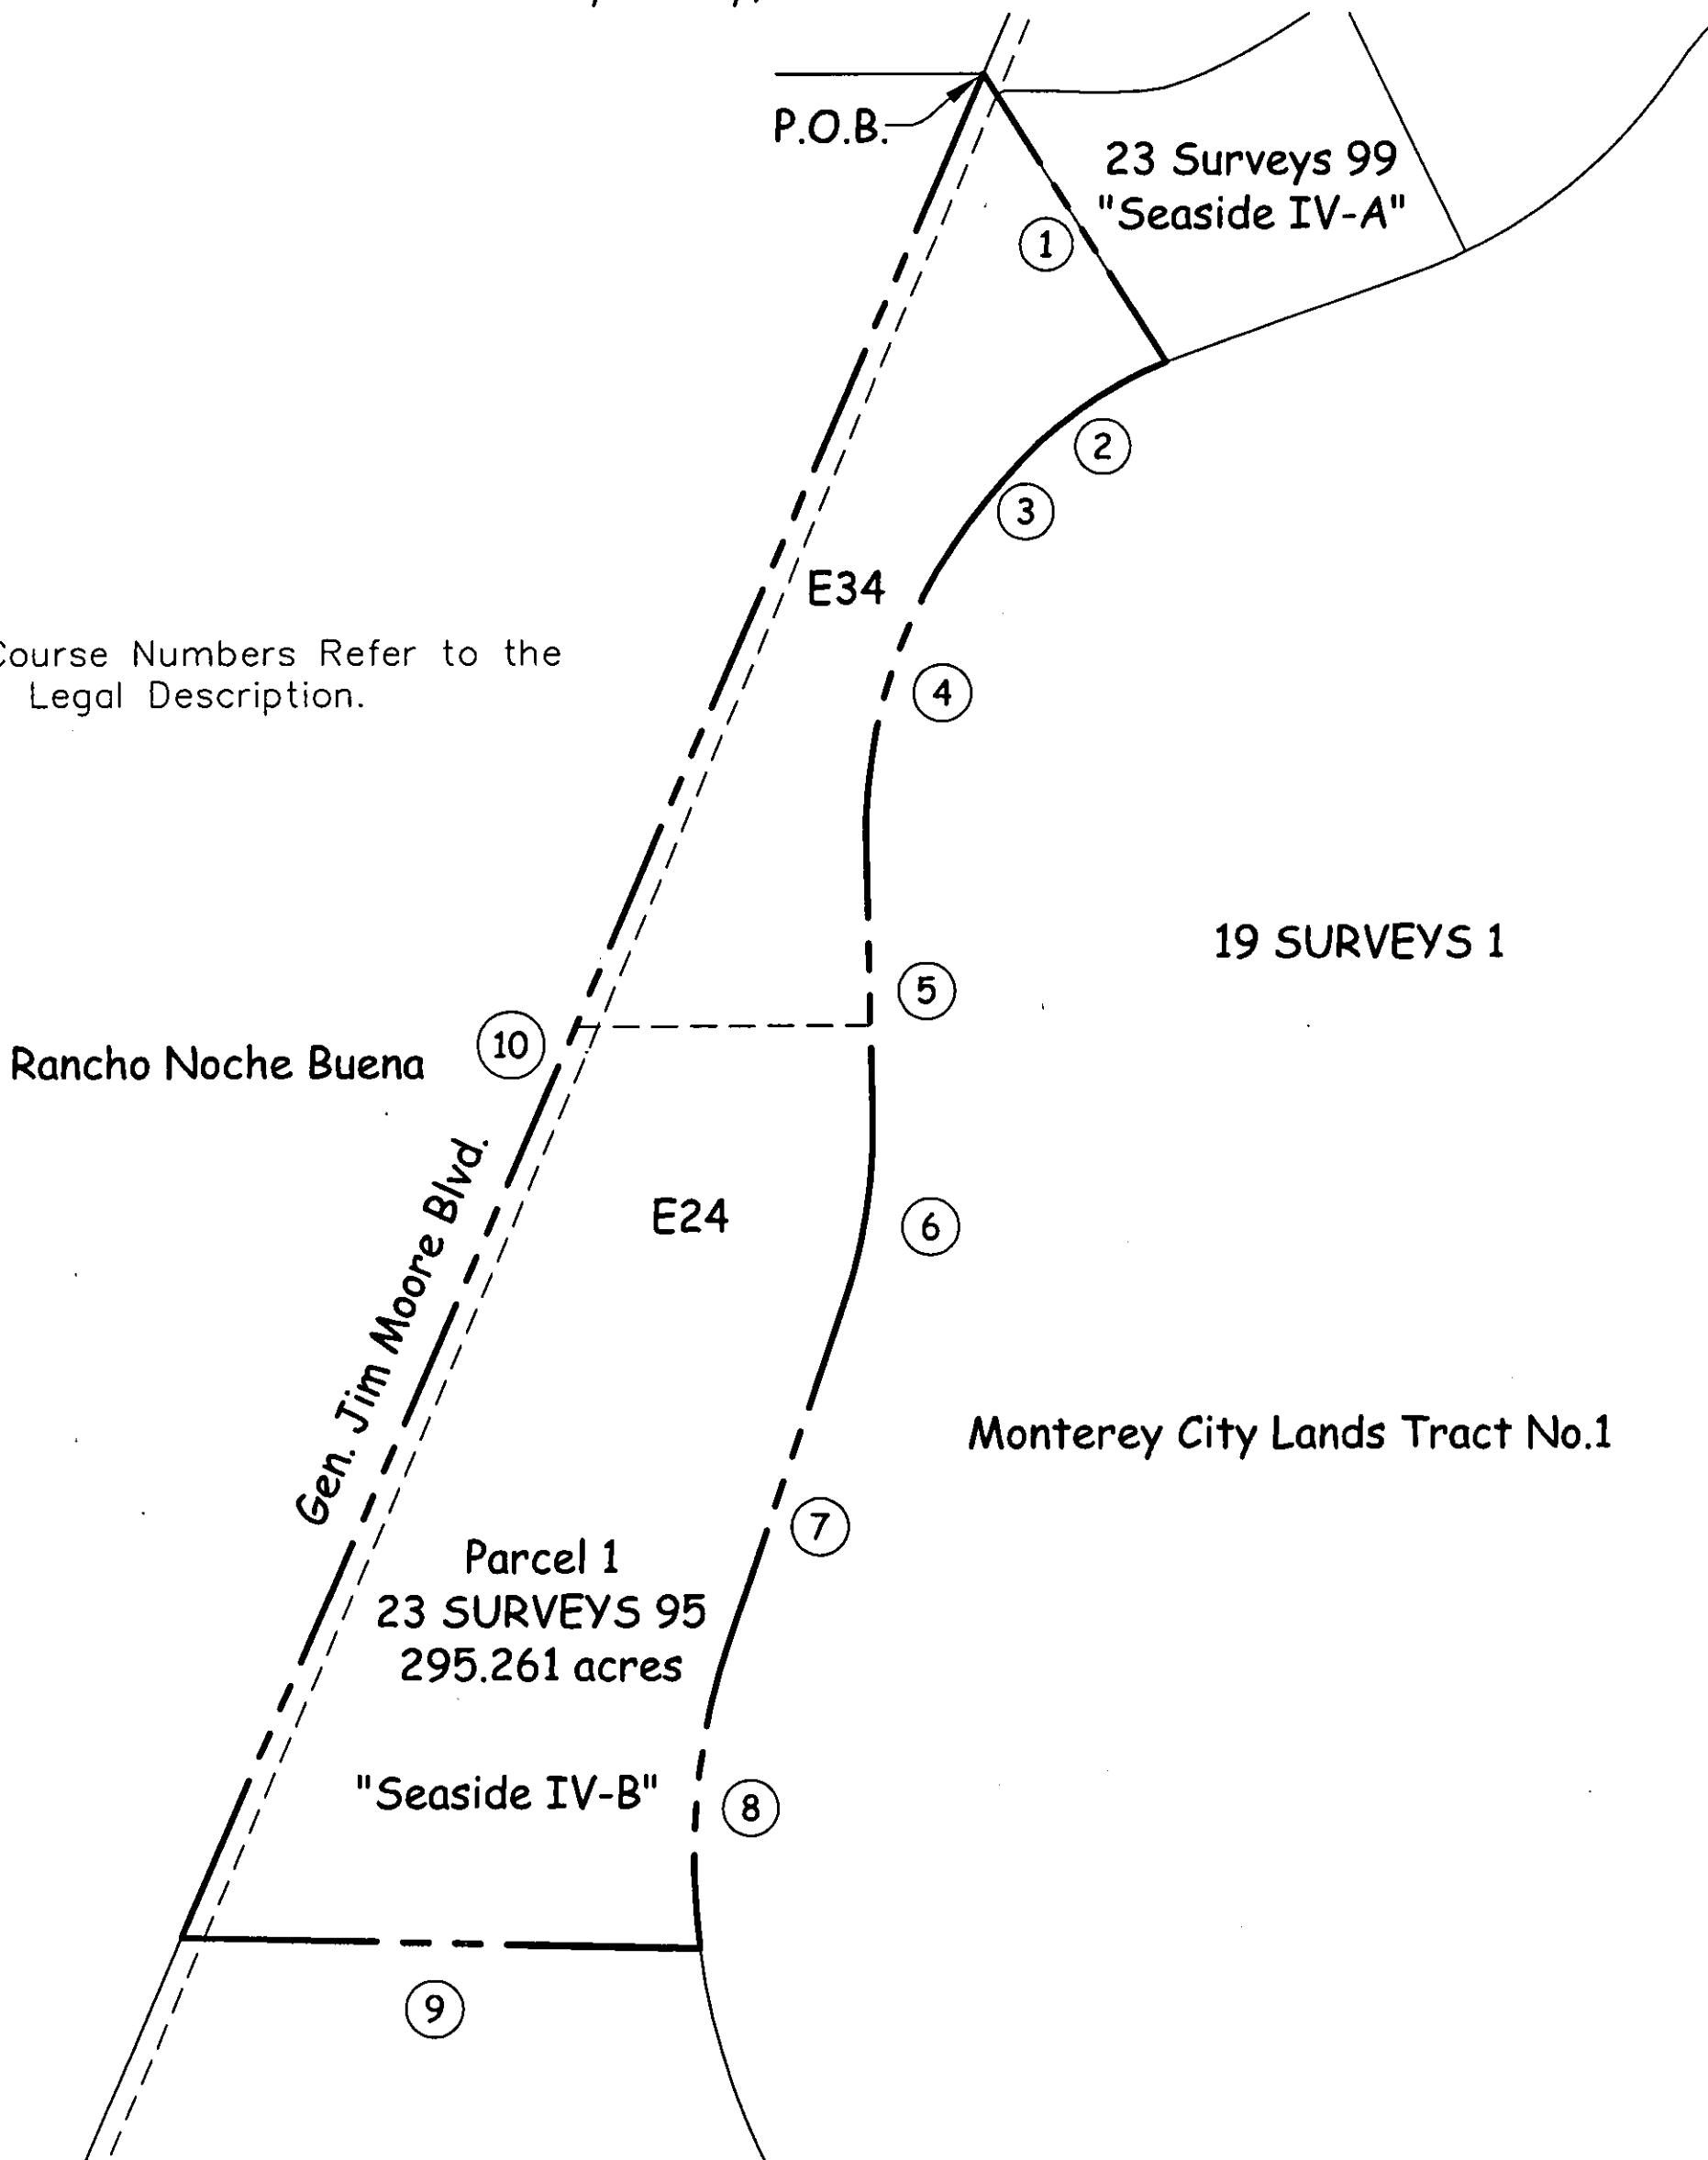 P.O.B.
23 Surveys 99
"Seaside IV-A"
1
2
3
E34
Course Numbers Refer to the
Legal Description.
4
19 SURVEYS 1
5
10
Rancho Noche Buena
Gen. Jim Moore Blvd.
E24
6
Monterey City Lands Tract No.1
7
Parcel 1
23 SURVEYS 95
295.261 acres
"Seaside IV-B"
8
9